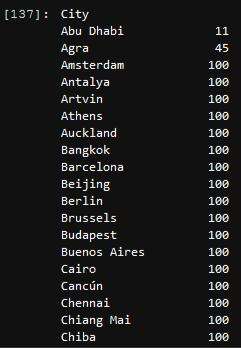 [137]: City
Abu Dhabi 11
Agra 45
Amsterdam 100
Antalya 100
Artvin 100
Athens 100
Auckland 100
Bangkok 100
Barcelona 100
Beijing 100
Berlin 100
Brussels 100
Budapest 100
Buenos Aires 100
Cairo 100
Cancún 100
Chennai 100
Chiang Mai 100
Chiba 100